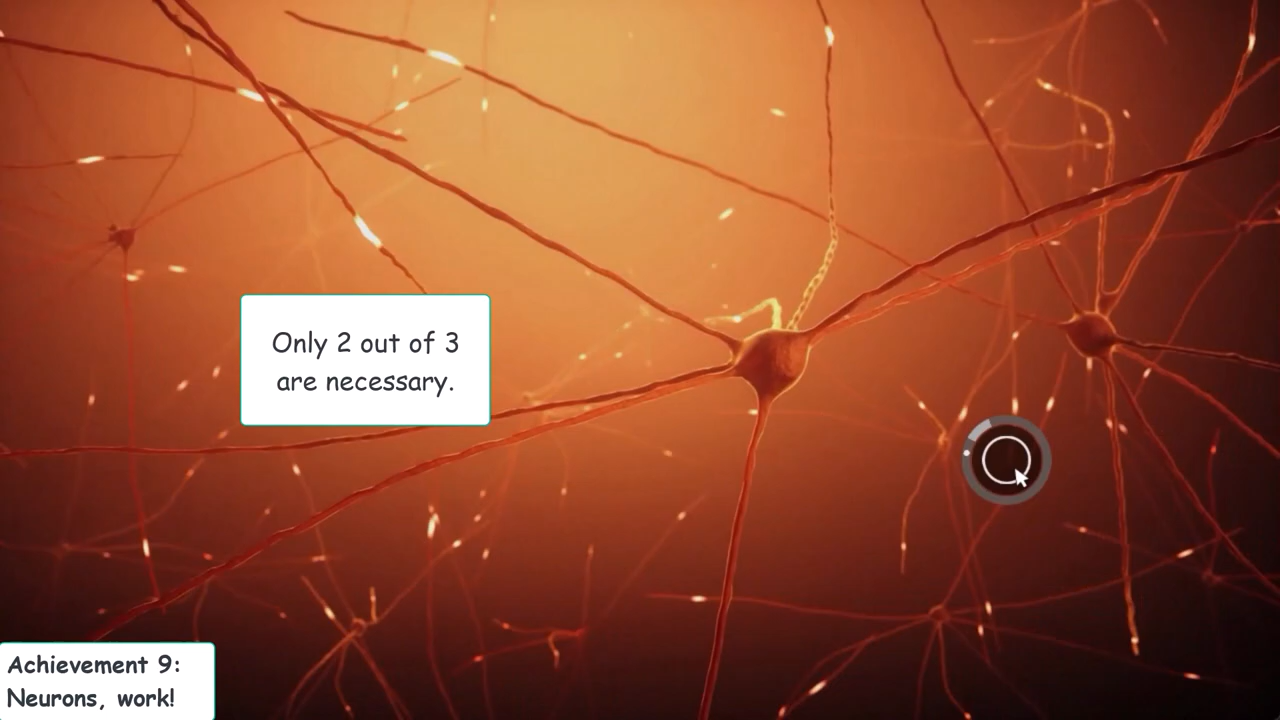 Only 2 out of 3
are necessary.
Achievement 9:
Neurons, work!